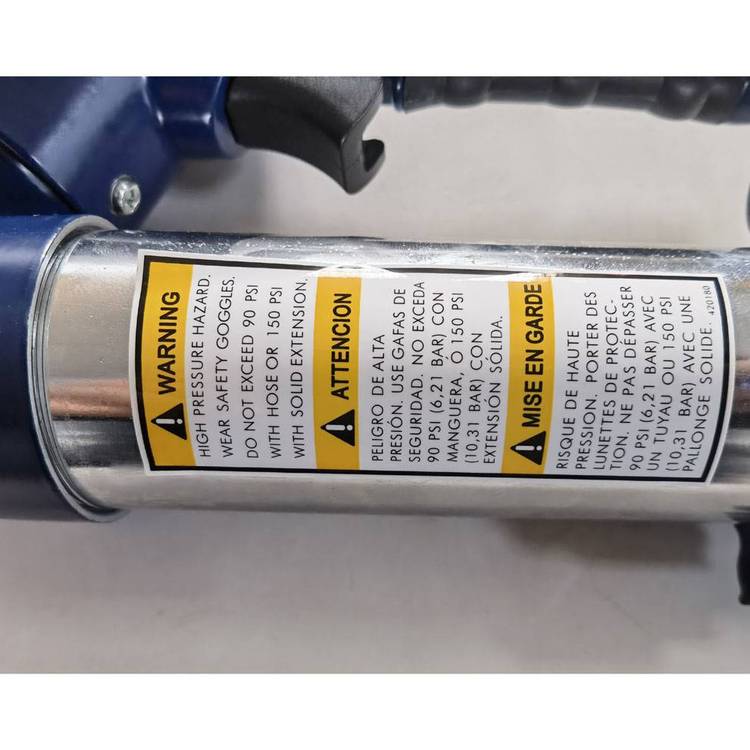 WARNING
HIGH PRESSURE HAZARD.
WEAR SAFETY GOGGLES.
DO NOT EXCEED 90 PSI
WITH HOSE OR 150 PSI
WITH SOLID EXTENSION.
ATTENCION
PELIGRO DE ALTA
PRESIÓN. USE GAFAS DE
SEGURIDAD. NO EXCEDA
90 PSI (6,21 BAR) CON
MANGUERA, O 150 PSI
(10,31 BAR) CON
EXTENSIÓN SÓLIDA.
MISE EN GARDE
RISQUE DE HAUTE
PRESSION. PORTER DES
LUNETTES DE PROTEC-
TION. NE PAS DÉPASSER
90 PSI (6,21 BAR) AVEC
UN TUYAU OU 150 PSI
(10,31 BAR) AVEC UNE
PALLONGE SOLIDE.
420180